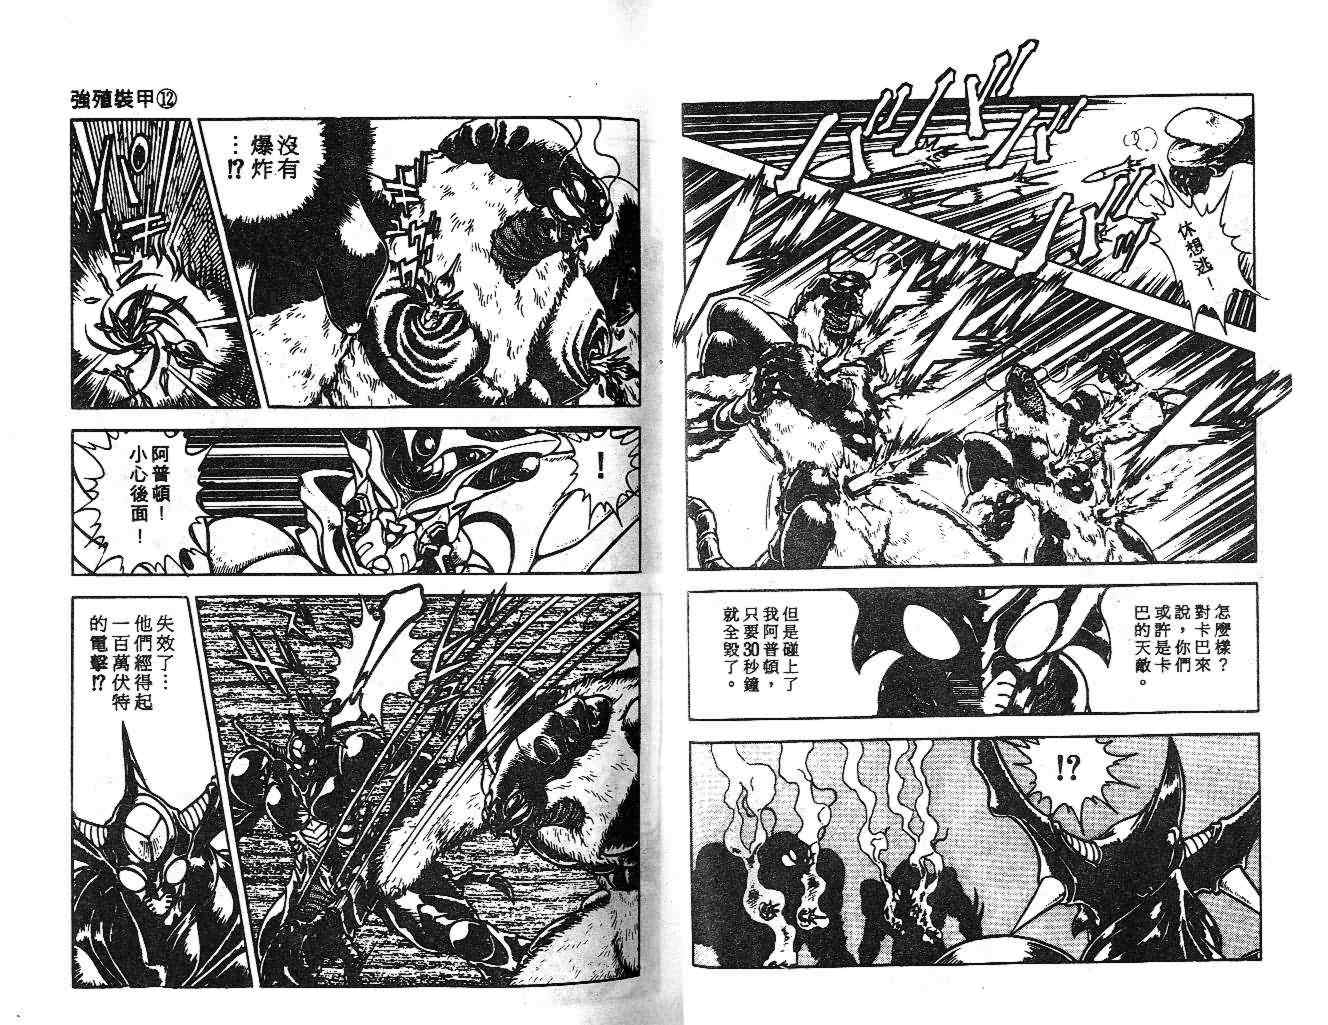 強殖裝甲⑫
休想逃！
怎麼樣？
對卡巴來
說，你們
或許是卡
巴的天敵。
但是碰上了
我阿普頓，
只要30秒鐘
就全毀了。
!?
沒有
爆炸
…!?
！
阿普頓！
小心後面！
失效了…
他們經得起
一百萬伏特
的電擊!?